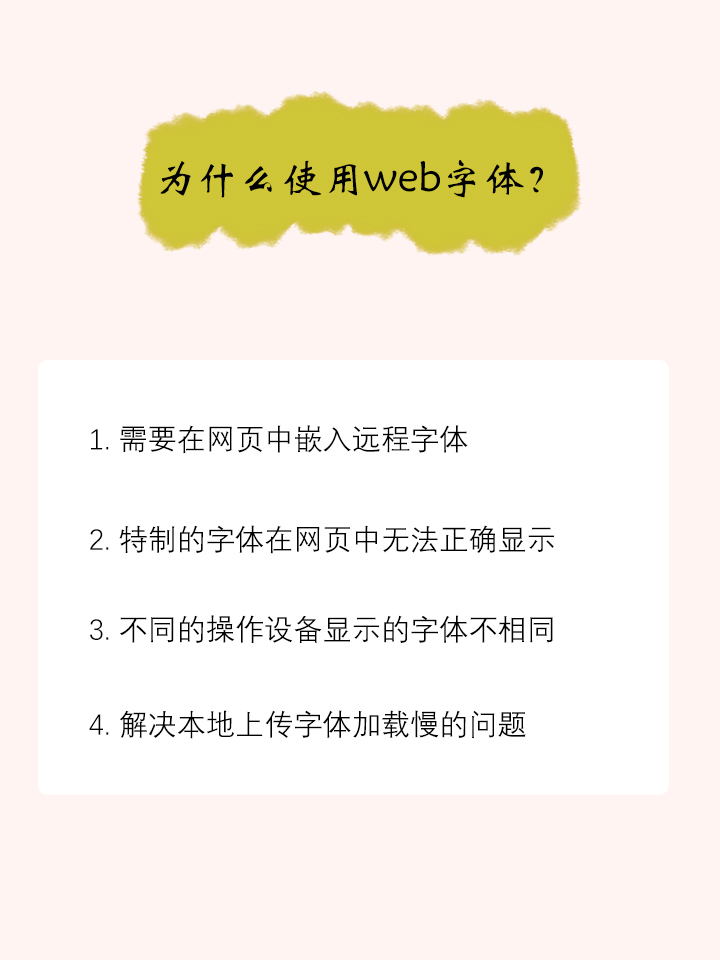 为什么使用web字体？
1. 需要在网页中嵌入远程字体
2. 特制的字体在网页中无法正确显示
3. 不同的操作设备显示的字体不相同
4. 解决本地上传字体加载慢的问题